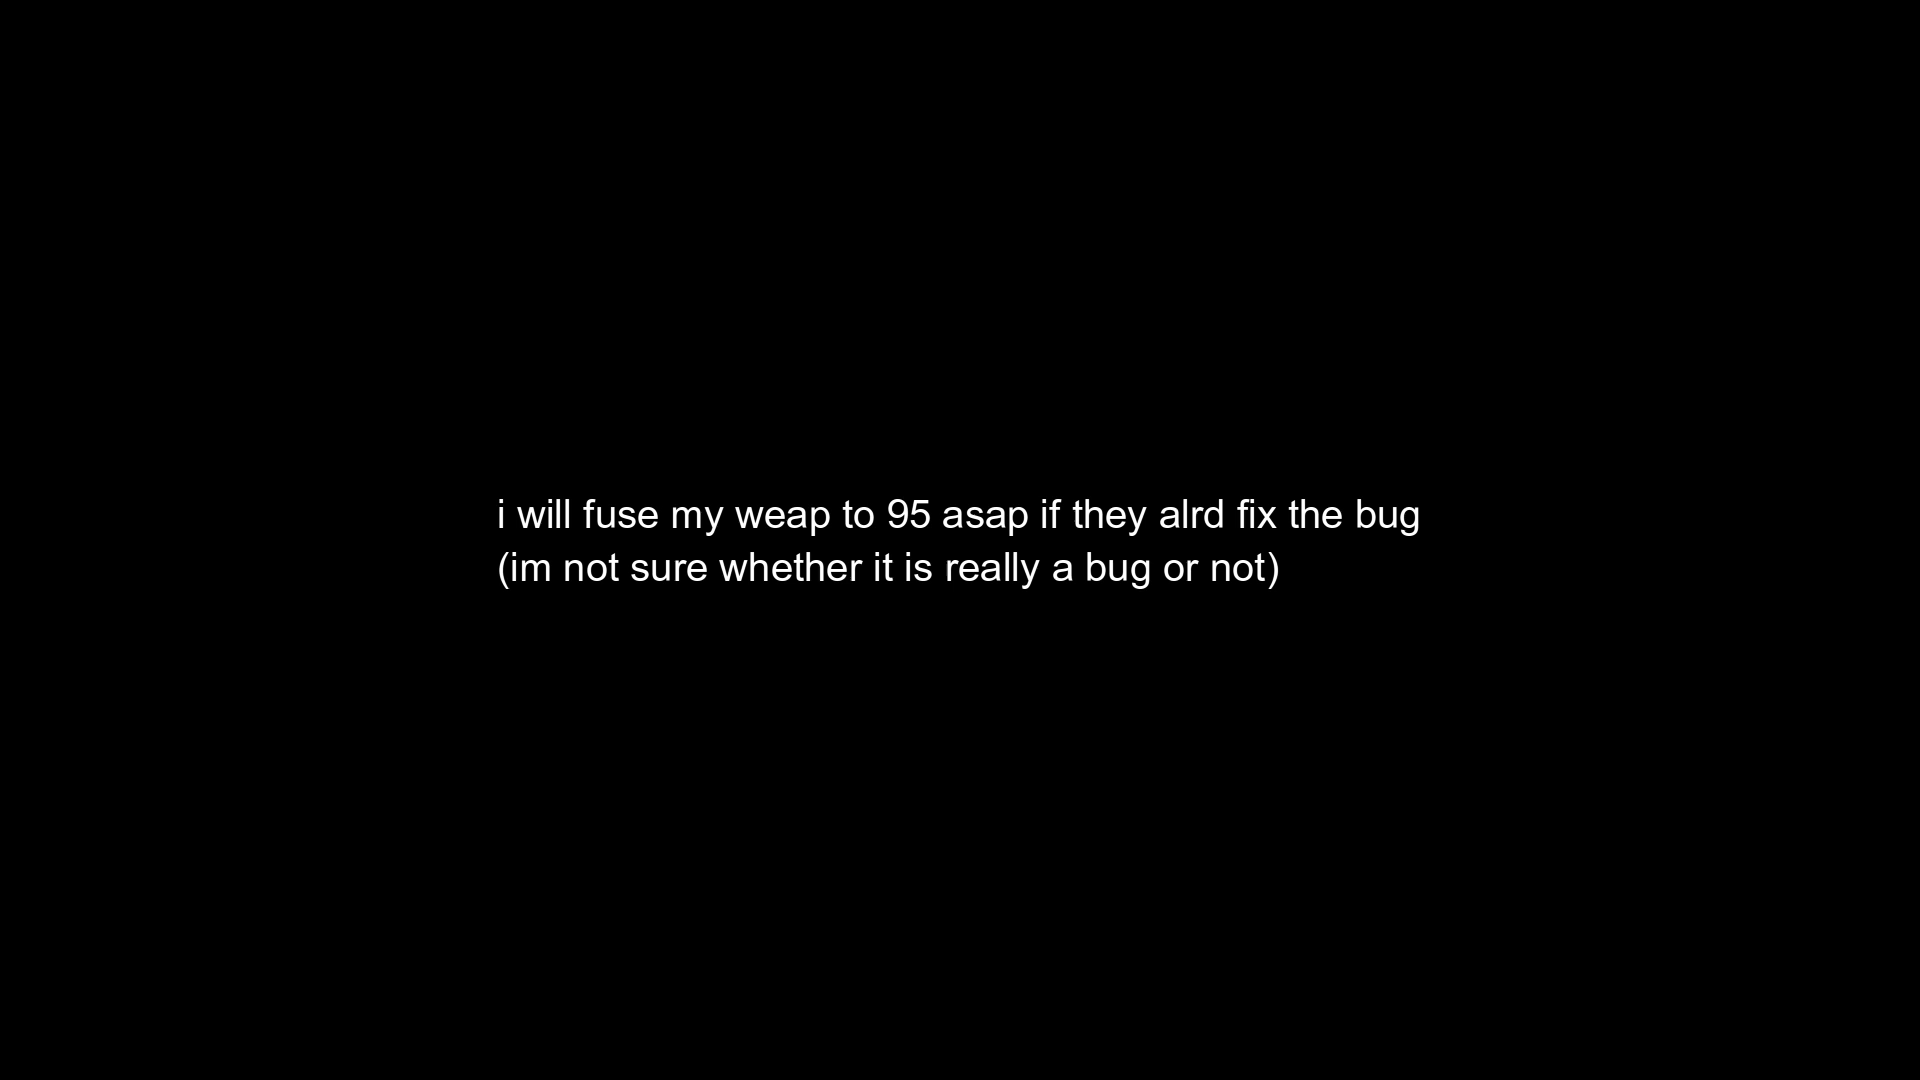 i will fuse my weap to 95 asap if they alrd fix the bug
(im not sure whether it is really a bug or not)